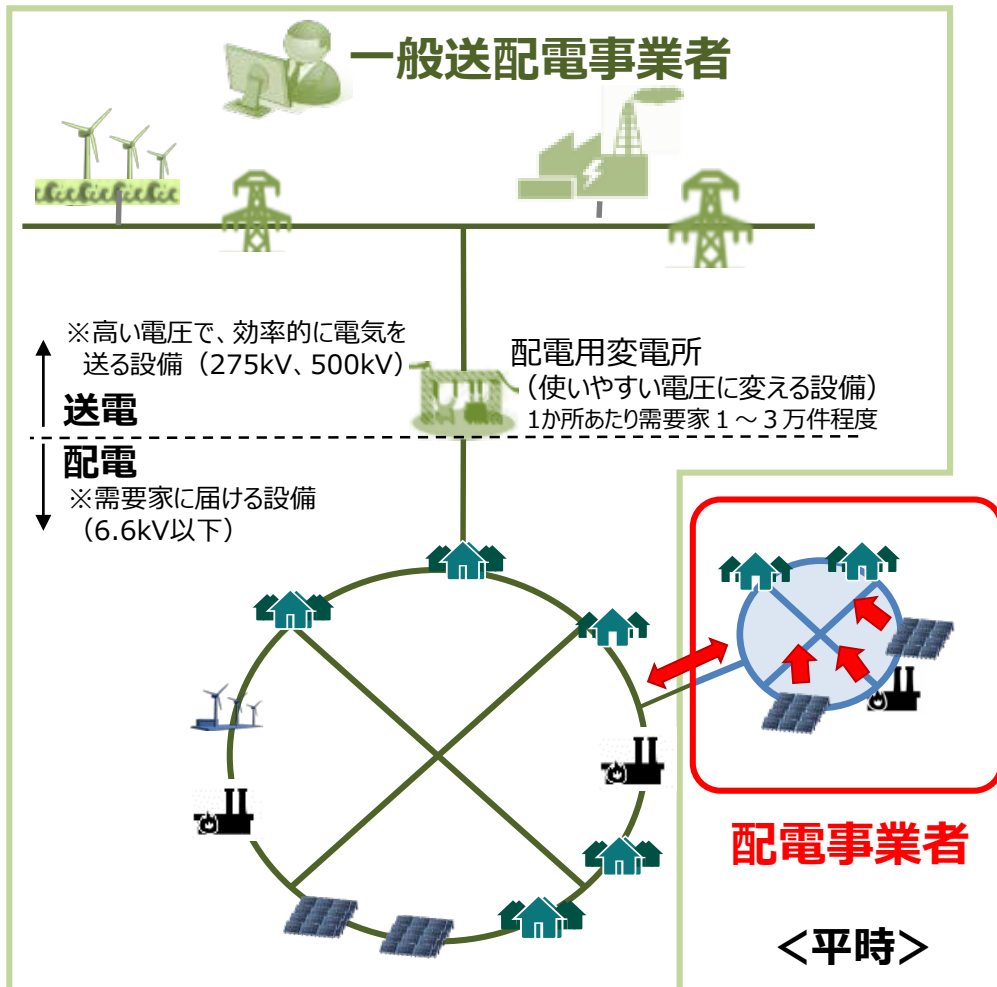 一般送配電事業者
※高い電圧で、効率的に電気を
送る設備（275kV、500kV）
送電
配電用変電所
（使いやすい電圧に変える設備）
1か所あたり需要家１～３万件程度
配電
※需要家に届ける設備
（6.6kV以下）
配電事業者
＜平時＞